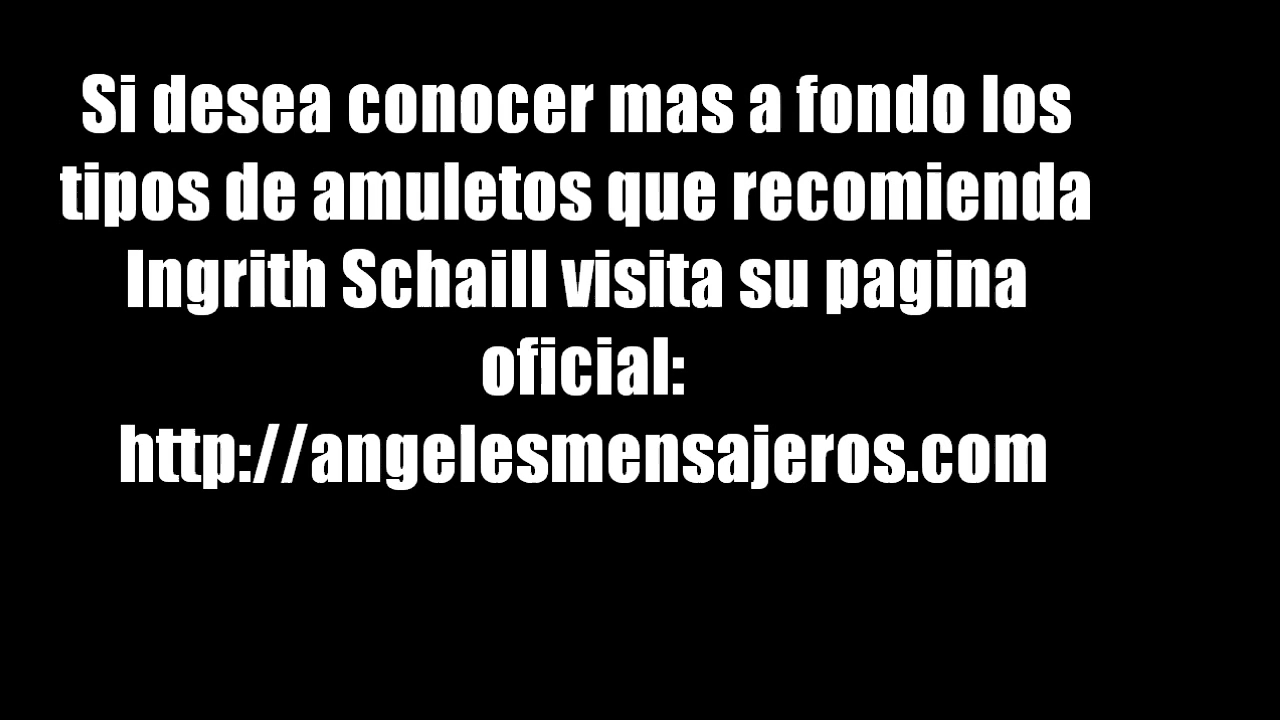 Si desea conocer mas a fondo los
tipos de amuletos que recomienda
Ingrith Schaill visita su pagina
oficial:
http://angelesmensajeros.com